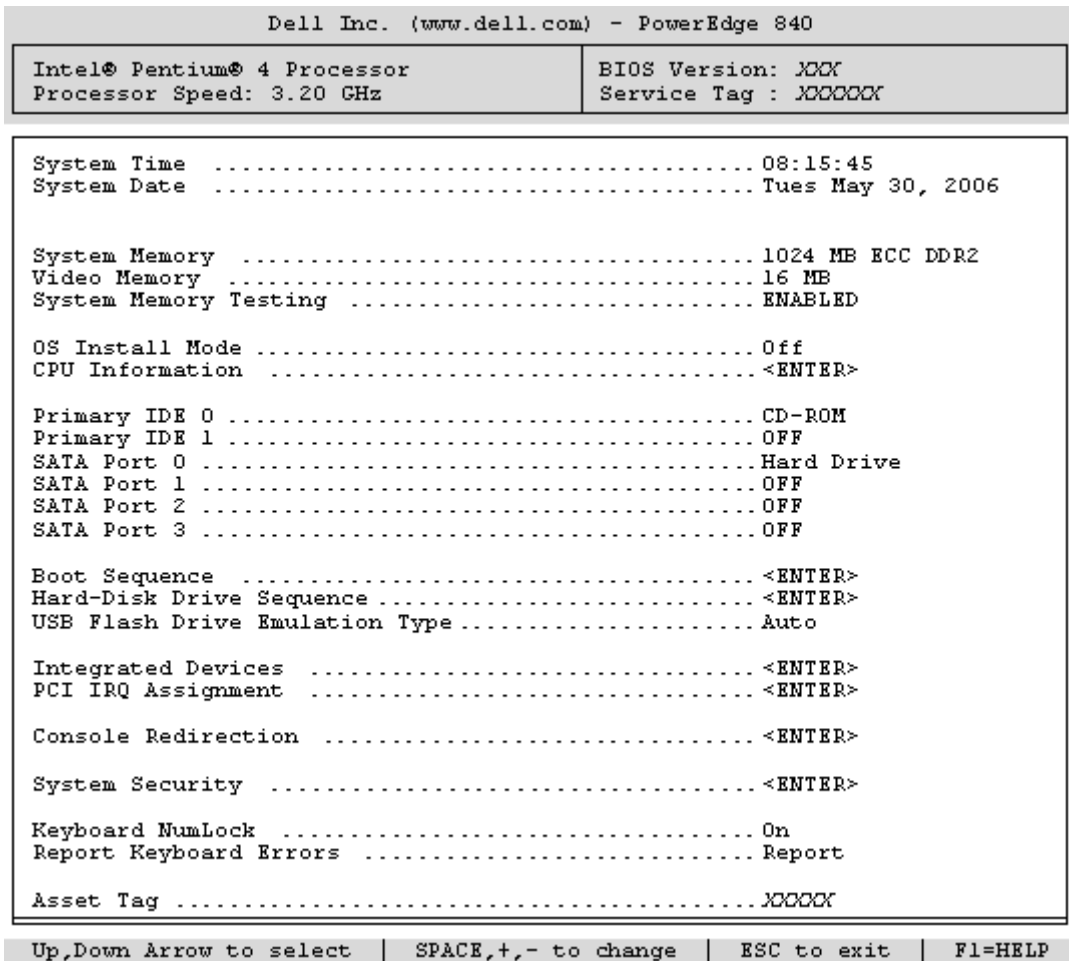 Dell Inc. (www.dell.com) - PowerEdge 840
Intel® Pentium® 4 Processor
Processor Speed: 3.20 GHz
BIOS Version: XXX
Service Tag : XXXXXX
System Time ........................................ 08:15:45
System Date ........................................ Tues May 30, 2006
System Memory ...................................... 1024 MB ECC DDR2
Video Memory ....................................... 16 MB
System Memory Testing .............................. ENABLED
OS Install Mode ..................................... Off
CPU Information .................................... <ENTER>
Primary IDE 0 ....................................... CD-ROM
Primary IDE 1 ....................................... OFF
SATA Port 0 ......................................... Hard Drive
SATA Port 1 ......................................... OFF
SATA Port 2 ......................................... OFF
SATA Port 3 ......................................... OFF
Boot Sequence ...................................... <ENTER>
Hard-Disk Drive Sequence ............................ <ENTER>
USB Flash Drive Emulation Type ...................... Auto
Integrated Devices ................................. <ENTER>
PCI IRQ Assignment ................................. <ENTER>
Console Redirection ................................ <ENTER>
System Security .................................... <ENTER>
Keyboard NumLock ................................... On
Report Keyboard Errors ............................. Report
Asset Tag ........................................... XXXXX
Up,Down Arrow to select | SPACE,+,- to change | ESC to exit | F1=HELP